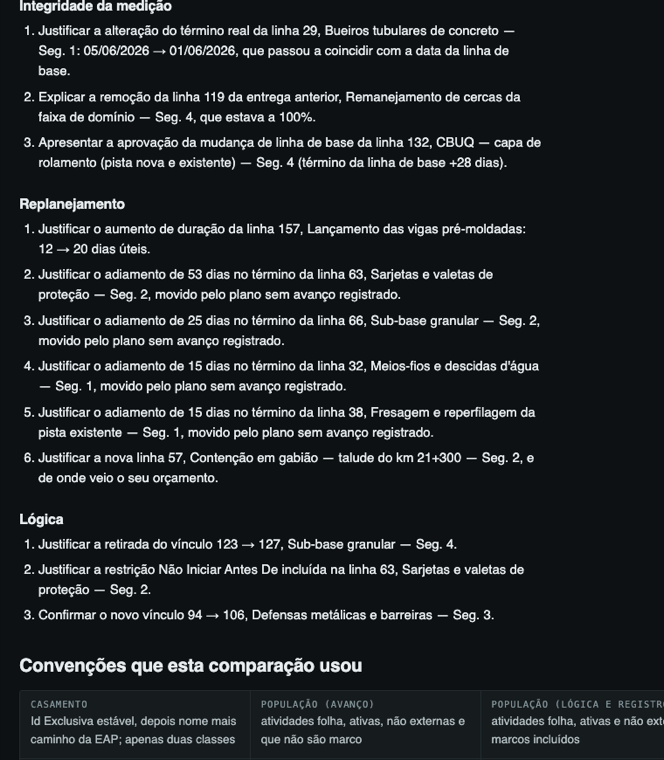 Integridade da medição
1. Justificar a alteração do término real da linha 29, Bueiros tubulares de concreto —
Seg. 1: 05/06/2026 → 01/06/2026, que passou a coincidir com a data da linha de
base.
2. Explicar a remoção da linha 119 da entrega anterior, Remanejamento de cercas da
faixa de domínio — Seg. 4, que estava a 100%.
3. Apresentar a aprovação da mudança de linha de base da linha 132, CBUQ — capa de
rolamento (pista nova e existente) — Seg. 4 (término da linha de base +28 dias).
Replanejamento
1. Justificar o aumento de duração da linha 157, Lançamento das vigas pré-moldadas:
12 → 20 dias úteis.
2. Justificar o adiamento de 53 dias no término da linha 63, Sarjetas e valetas de
proteção — Seg. 2, movido pelo plano sem avanço registrado.
3. Justificar o adiamento de 25 dias no término da linha 66, Sub-base granular — Seg. 2,
movido pelo plano sem avanço registrado.
4. Justificar o adiamento de 15 dias no término da linha 32, Meios-fios e descidas d'água
— Seg. 1, movido pelo plano sem avanço registrado.
5. Justificar o adiamento de 15 dias no término da linha 38, Fresagem e reperfilagem da
pista existente — Seg. 1, movido pelo plano sem avanço registrado.
6. Justificar a nova linha 57, Contenção em gabião — talude do km 21+300 — Seg. 2, e
de onde veio o seu orçamento.
Lógica
1. Justificar a retirada do vínculo 123 → 127, Sub-base granular — Seg. 4.
2. Justificar a restrição Não Iniciar Antes De incluída na linha 63, Sarjetas e valetas de
proteção — Seg. 2.
3. Confirmar o novo vínculo 94 → 106, Defensas metálicas e barreiras — Seg. 3.
Convenções que esta comparação usou
CASAMENTO
Id Exclusiva estável, depois nome mais
caminho da EAP; apenas duas classes
POPULAÇÃO (AVANÇO)
atividades folha, ativas, não externas e
que não são marco
POPULAÇÃO (LÓGICA E REGISTR
atividades folha, ativas e não ext
marcos incluídos